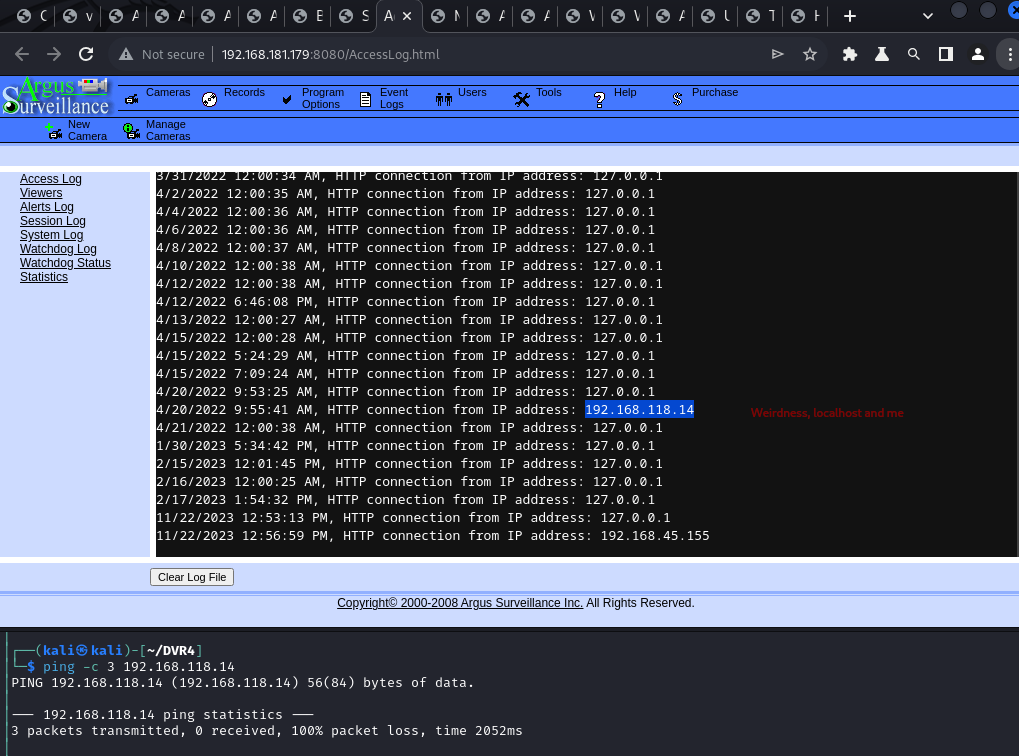 Not secure
192.168.181.179:8080/AccessLog.html
Argus
Surveillance
Cameras
Records
Program
Options
Event
Logs
Users
Tools
Help
Purchase
New
Camera
Manage
Cameras
Access Log
Viewers
Alerts Log
Session Log
System Log
Watchdog Log
Watchdog Status
Statistics
3/31/2022 12:00:34 AM, HTTP connection from IP address: 127.0.0.1
4/2/2022 12:00:35 AM, HTTP connection from IP address: 127.0.0.1
4/4/2022 12:00:36 AM, HTTP connection from IP address: 127.0.0.1
4/6/2022 12:00:36 AM, HTTP connection from IP address: 127.0.0.1
4/8/2022 12:00:37 AM, HTTP connection from IP address: 127.0.0.1
4/10/2022 12:00:38 AM, HTTP connection from IP address: 127.0.0.1
4/12/2022 12:00:38 AM, HTTP connection from IP address: 127.0.0.1
4/12/2022 6:46:08 PM, HTTP connection from IP address: 127.0.0.1
4/13/2022 12:00:27 AM, HTTP connection from IP address: 127.0.0.1
4/15/2022 12:00:28 AM, HTTP connection from IP address: 127.0.0.1
4/15/2022 5:24:29 AM, HTTP connection from IP address: 127.0.0.1
4/15/2022 7:09:24 AM, HTTP connection from IP address: 127.0.0.1
4/20/2022 9:53:25 AM, HTTP connection from IP address: 127.0.0.1
4/20/2022 9:55:41 AM, HTTP connection from IP address: 192.168.118.14
Weirdness, localhost and me
4/21/2022 12:00:38 AM, HTTP connection from IP address: 127.0.0.1
1/30/2023 5:34:42 PM, HTTP connection from IP address: 127.0.0.1
2/15/2023 12:01:45 PM, HTTP connection from IP address: 127.0.0.1
2/16/2023 12:00:25 AM, HTTP connection from IP address: 127.0.0.1
2/17/2023 1:54:32 PM, HTTP connection from IP address: 127.0.0.1
11/22/2023 12:53:13 PM, HTTP connection from IP address: 127.0.0.1
11/22/2023 12:56:59 PM, HTTP connection from IP address: 192.168.45.155
Clear Log File
Copyright© 2000-2008 Argus Surveillance Inc. All Rights Reserved.
┌──(kali㉿kali)-[~/DVR4]
└─$ ping -c 3 192.168.118.14
PING 192.168.118.14 (192.168.118.14) 56(84) bytes of data.
--- 192.168.118.14 ping statistics ---
3 packets transmitted, 0 received, 100% packet loss, time 2052ms